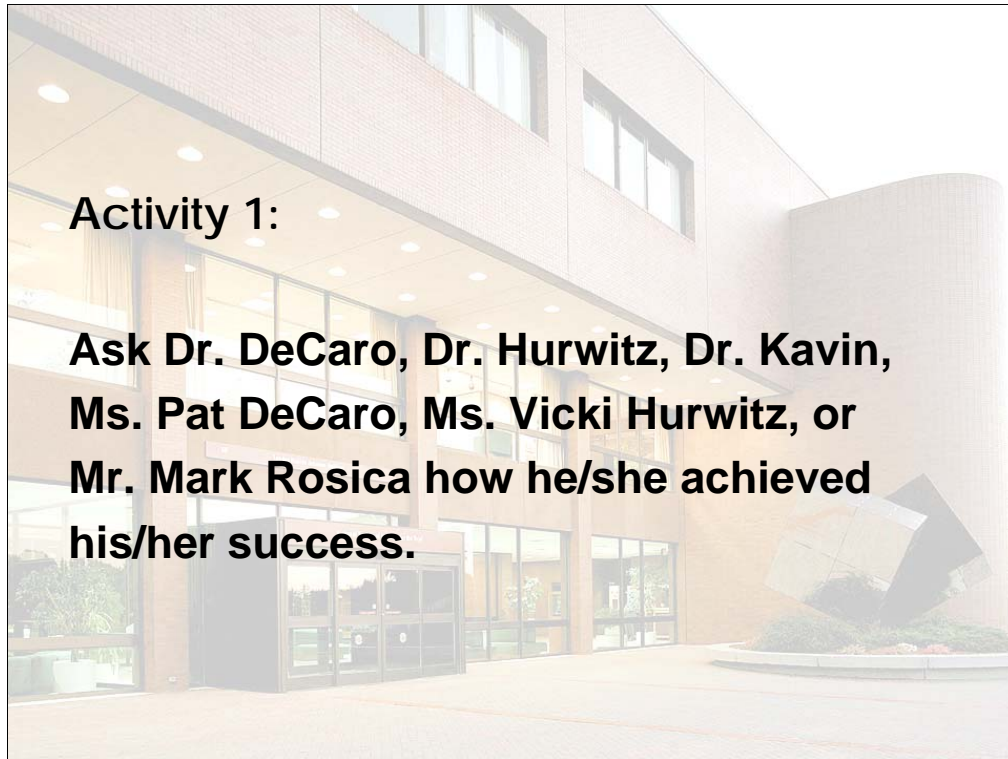 Activity 1:
Ask Dr. DeCaro, Dr. Hurwitz, Dr. Kavin,
Ms. Pat DeCaro, Ms. Vicki Hurwitz, or
Mr. Mark Rosica how he/she achieved
his/her success.